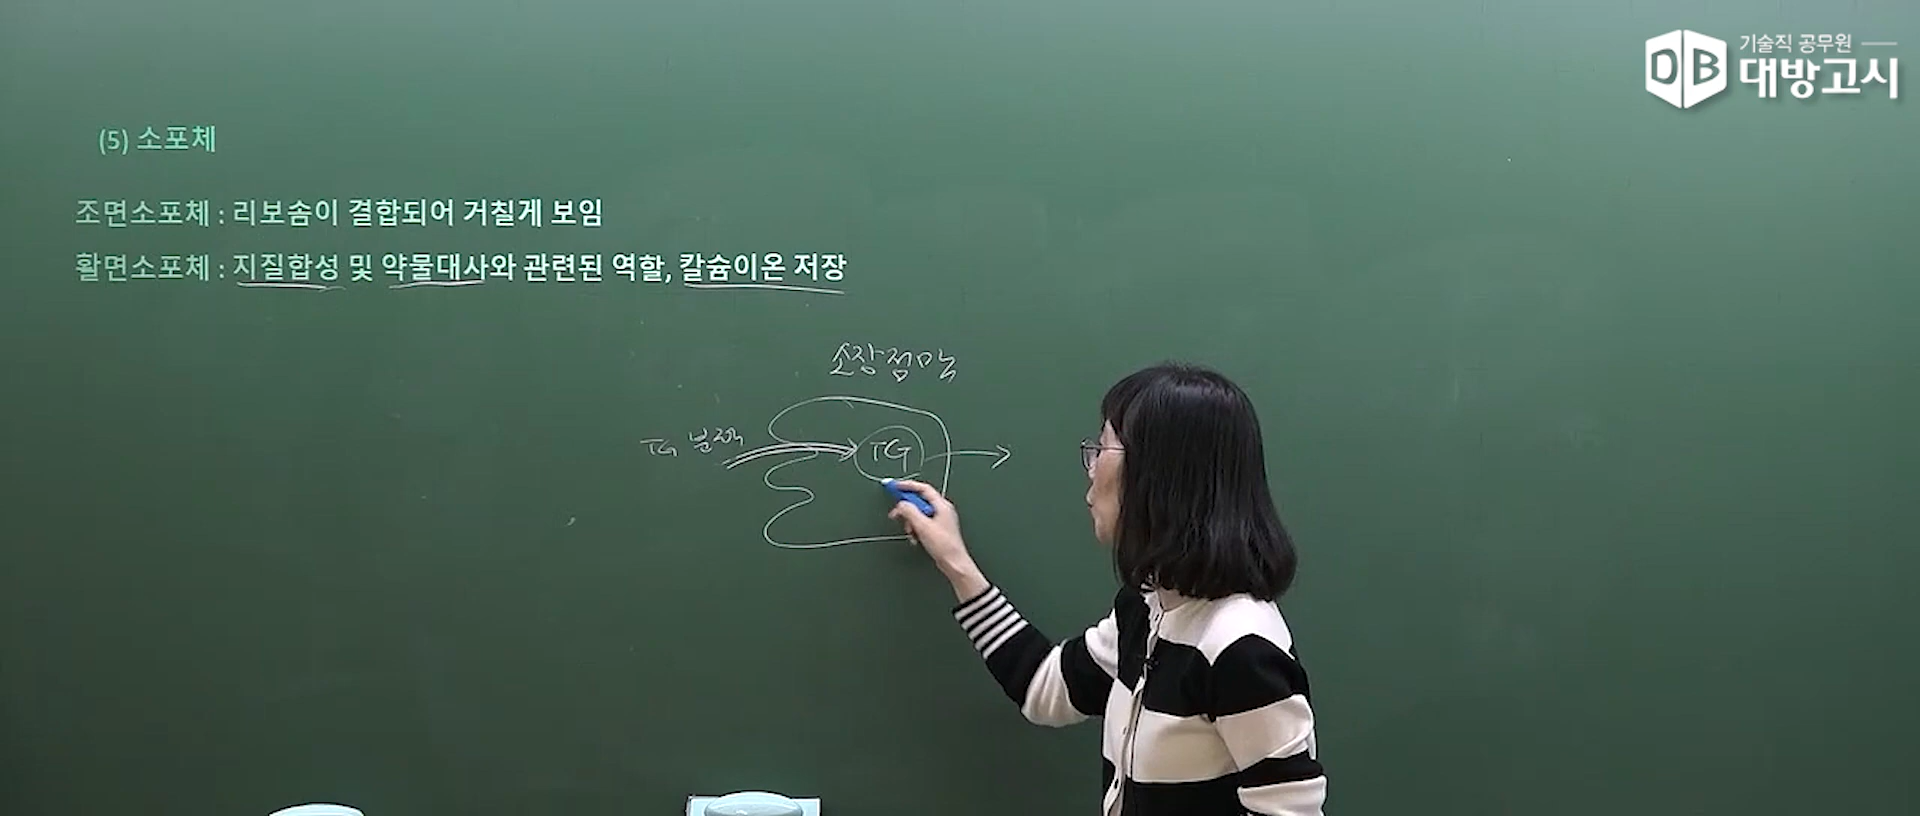 기술직 공무원
DB 대방고시
(5) 소포체
조면소포체 : 리보솜이 결합되어 거칠게 보임
활면소포체 : 지질합성 및 약물대사와 관련된 역할, 칼슘이온 저장
소장점막
TG
TG